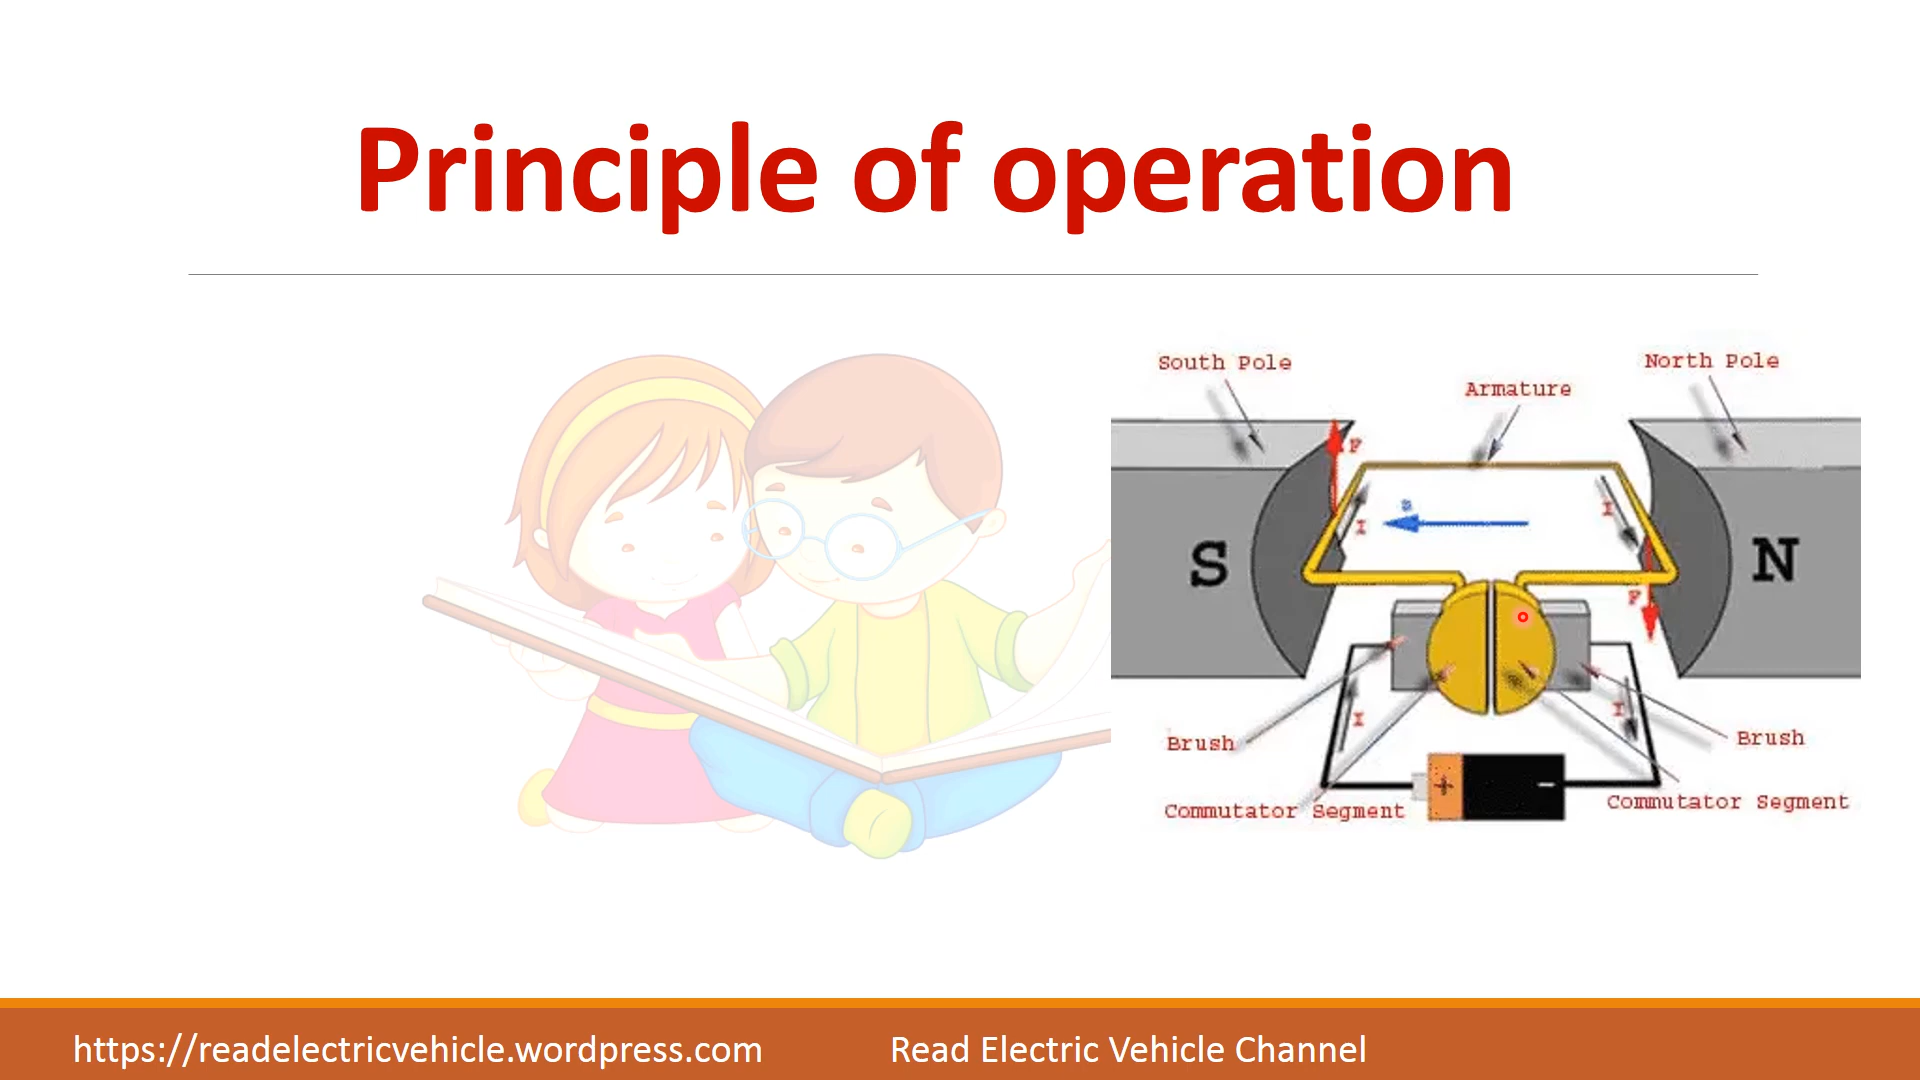 Principle of operation
South Pole
North Pole
Armature
F
I
I
S
N
F
I
I
Brush
Brush
+
-
Commutator Segment
Commutator Segment
https://readelectricvehicle.wordpress.com
Read Electric Vehicle Channel